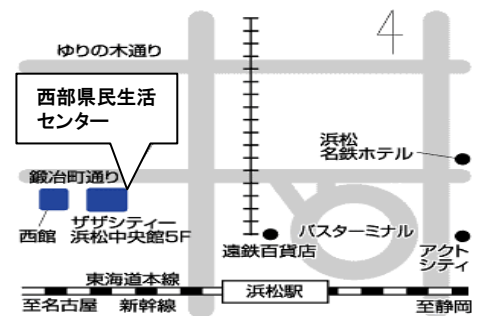 4
ゆりの木通り
西部県民生活
センター
浜松
名鉄ホテル
鍛冶町通り
西館
ザザシティー
浜松中央館5F
遠鉄百貨店
バスターミナル
アクト
シティ
東海道本線
至名古屋
新幹線
浜松駅
至静岡